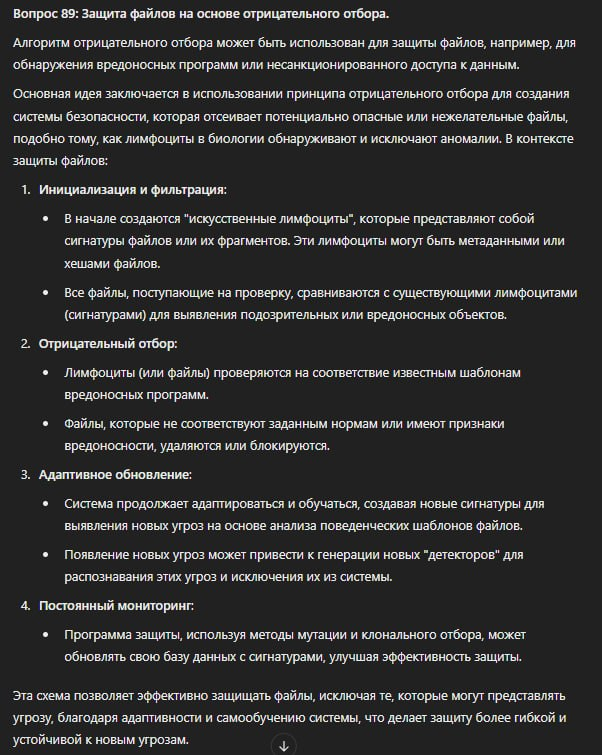 Вопрос 89: Защита файлов на основе отрицательного отбора.
Алгоритм отрицательного отбора может быть использован для защиты файлов, например, для
обнаружения вредоносных программ или несанкционированного доступа к данным.
Основная идея заключается в использовании принципа отрицательного отбора для создания
системы безопасности, которая отсеивает потенциально опасные или нежелательные файлы,
подобно тому, как лимфоциты в биологии обнаруживают и исключают аномалии. В контексте
защиты файлов:
1. Инициализация и фильтрация:
• В начале создаются "искусственные лимфоциты", которые представляют собой
сигнатуры файлов или их фрагментов. Эти лимфоциты могут быть метаданными или
хешами файлов.
• Все файлы, поступающие на проверку, сравниваются с существующими лимфоцитами
(сигнатурами) для выявления подозрительных или вредоносных объектов.
2. Отрицательный отбор:
• Лимфоциты (или файлы) проверяются на соответствие известным шаблонам
вредоносных программ.
• Файлы, которые не соответствуют заданным нормам или имеют признаки
вредоносности, удаляются или блокируются.
3. Адаптивное обновление:
• Система продолжает адаптироваться и обучаться, создавая новые сигнатуры для
выявления новых угроз на основе анализа поведенческих шаблонов файлов.
• Появление новых угроз может привести к генерации новых "детекторов" для
распознавания этих угроз и исключения их из системы.
4. Постоянный мониторинг:
• Программа защиты, используя методы мутации и клонального отбора, может
обновлять свою базу данных с сигнатурами, улучшая эффективность защиты.
Эта схема позволяет эффективно защищать файлы, исключая те, которые могут представлять
угрозу, благодаря адаптивности и самообучению системы, что делает защиту более гибкой и
устойчивой к новым угрозам.